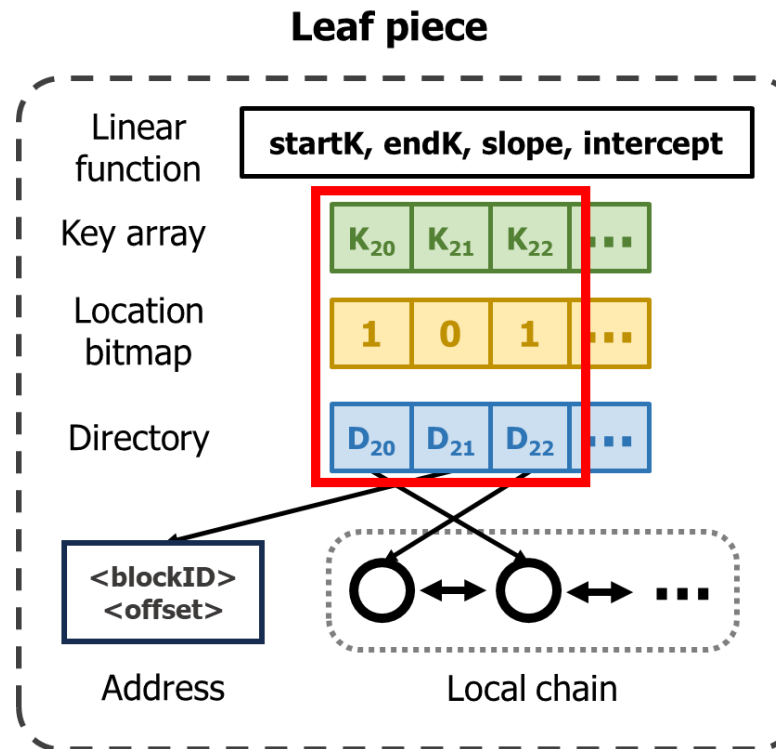 Leaf piece
Linear
function
startK, endK, slope, intercept
Key array
K₂₀ K₂₁ K₂₂ ...
Location
bitmap
1 0 1 ...
Directory
D₂₀ D₂₁ D₂₂ ...
<blockID>
<offset>
...
Address
Local chain